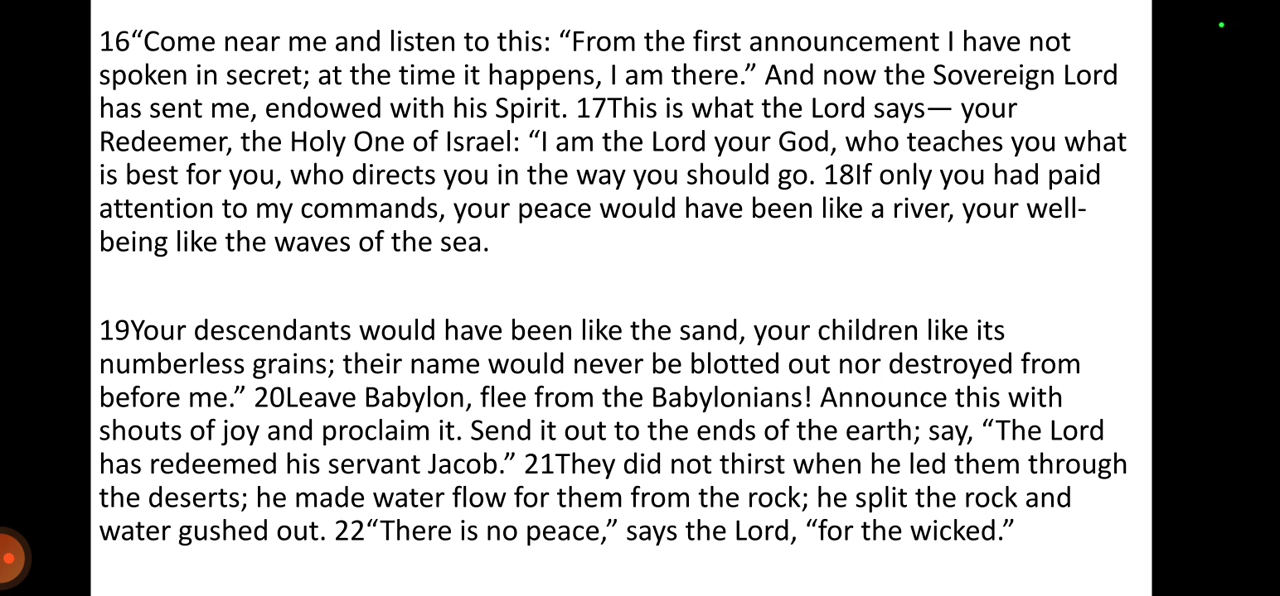 16“Come near me and listen to this: “From the first announcement I have not
spoken in secret; at the time it happens, I am there.” And now the Sovereign Lord
has sent me, endowed with his Spirit. 17This is what the Lord says— your
Redeemer, the Holy One of Israel: “I am the Lord your God, who teaches you what
is best for you, who directs you in the way you should go. 18If only you had paid
attention to my commands, your peace would have been like a river, your well-
being like the waves of the sea.
19Your descendants would have been like the sand, your children like its
numberless grains; their name would never be blotted out nor destroyed from
before me.” 20Leave Babylon, flee from the Babylonians! Announce this with
shouts of joy and proclaim it. Send it out to the ends of the earth; say, “The Lord
has redeemed his servant Jacob.” 21They did not thirst when he led them through
the deserts; he made water flow for them from the rock; he split the rock and
water gushed out. 22“There is no peace,” says the Lord, “for the wicked.”